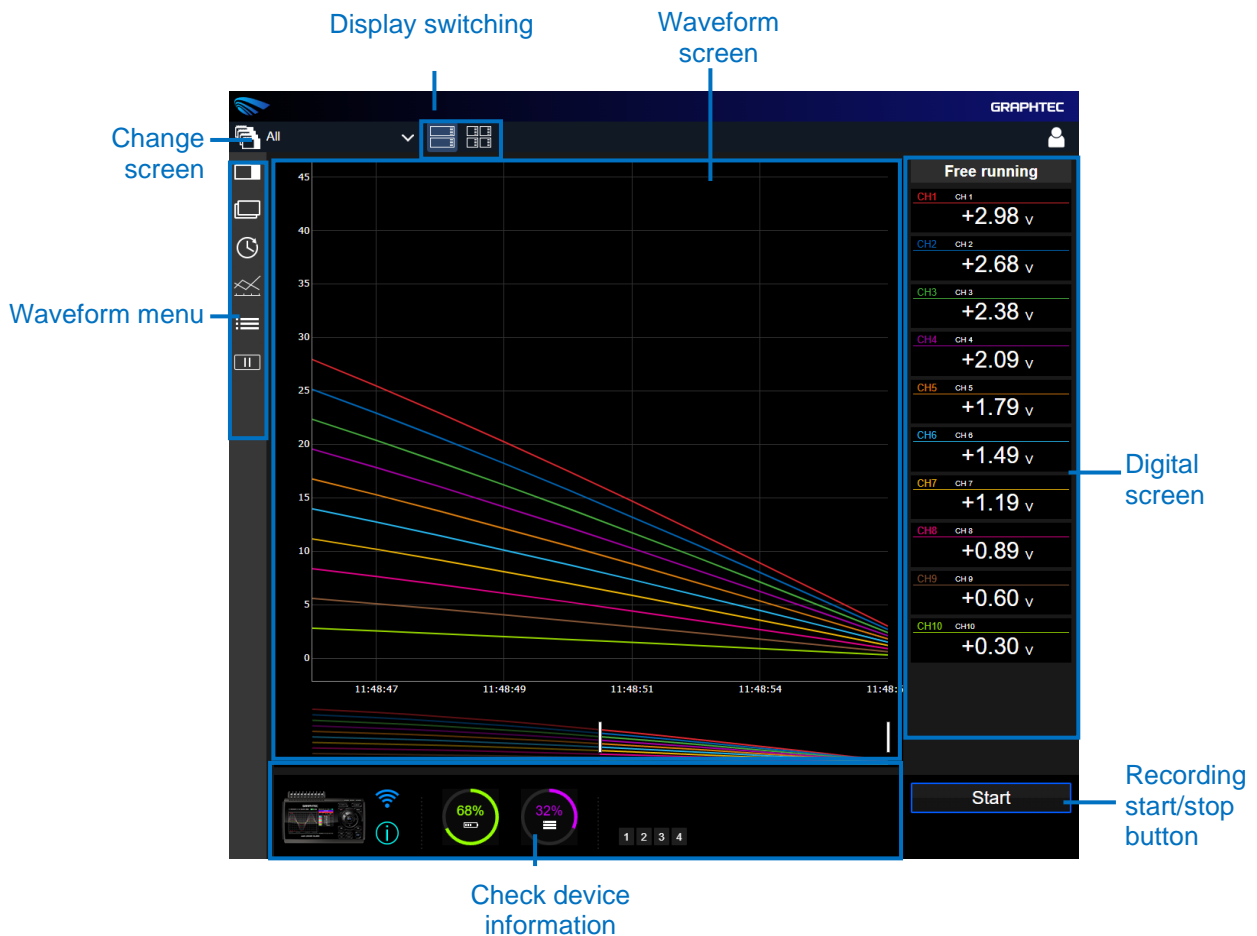 Display switching
Waveform
screen
GRAPHTEC
Change
screen
All
Waveform menu
45
40
35
30
25
20
15
10
5
0
11:48:47
11:48:49
11:48:51
11:48:54
Free running
CH1 CH 1
+2.98 V
CH2 CH 2
+2.68 V
CH3 CH 3
+2.38 V
CH4 CH 4
+2.09 V
CH5 CH 5
+1.79 V
CH6 CH 6
+1.49 V
CH7 CH 7
+1.19 V
CH8 CH 8
+0.89 V
CH9 CH 9
+0.60 V
CH10 CH10
+0.30 V
Digital
screen
68%
32%
1 2 3 4
Start
Recording
start/stop
button
Check device
information